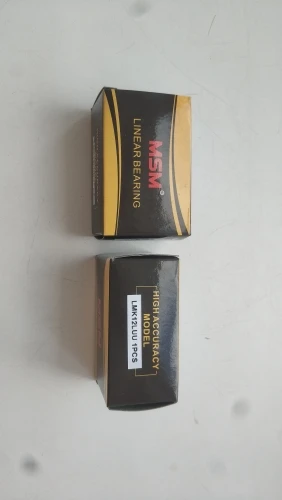 MSM®
LINEAR BEARING
HIGH ACCURACY
MODEL
LMK12LUU 1PCS